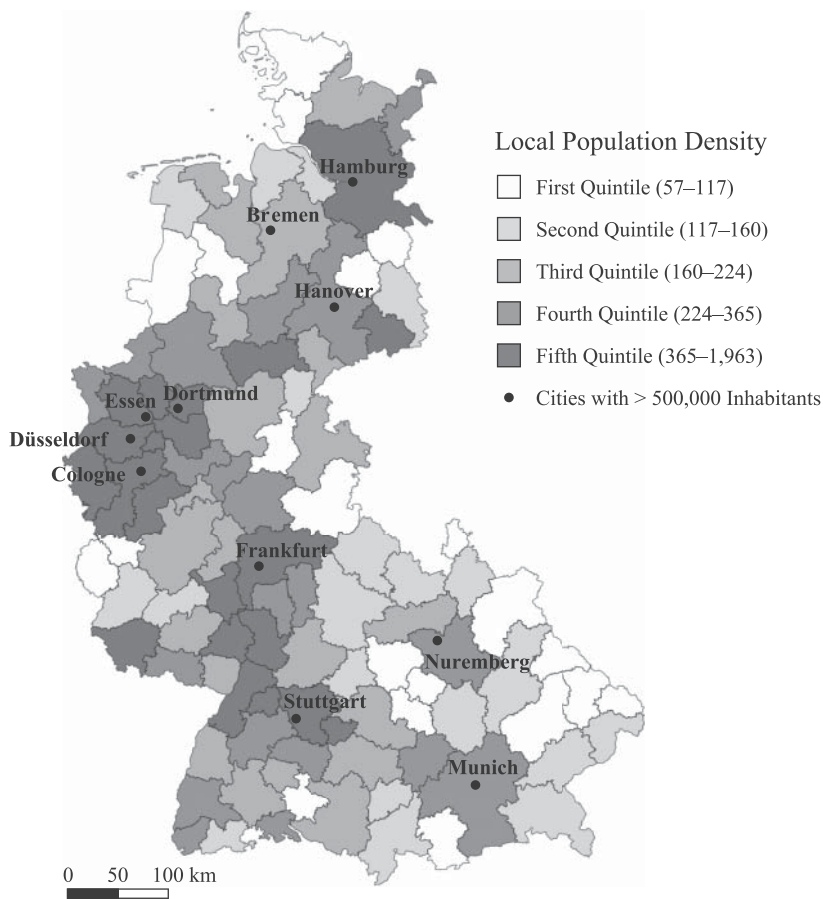 Hamburg
Bremen
Hanover
Essen
Dortmund
Düsseldorf
Cologne
Frankfurt
Nuremberg
Stuttgart
Munich
Local Population Density
First Quintile (57–117)
Second Quintile (117–160)
Third Quintile (160–224)
Fourth Quintile (224–365)
Fifth Quintile (365–1,963)
Cities with > 500,000 Inhabitants
0 50 100 km